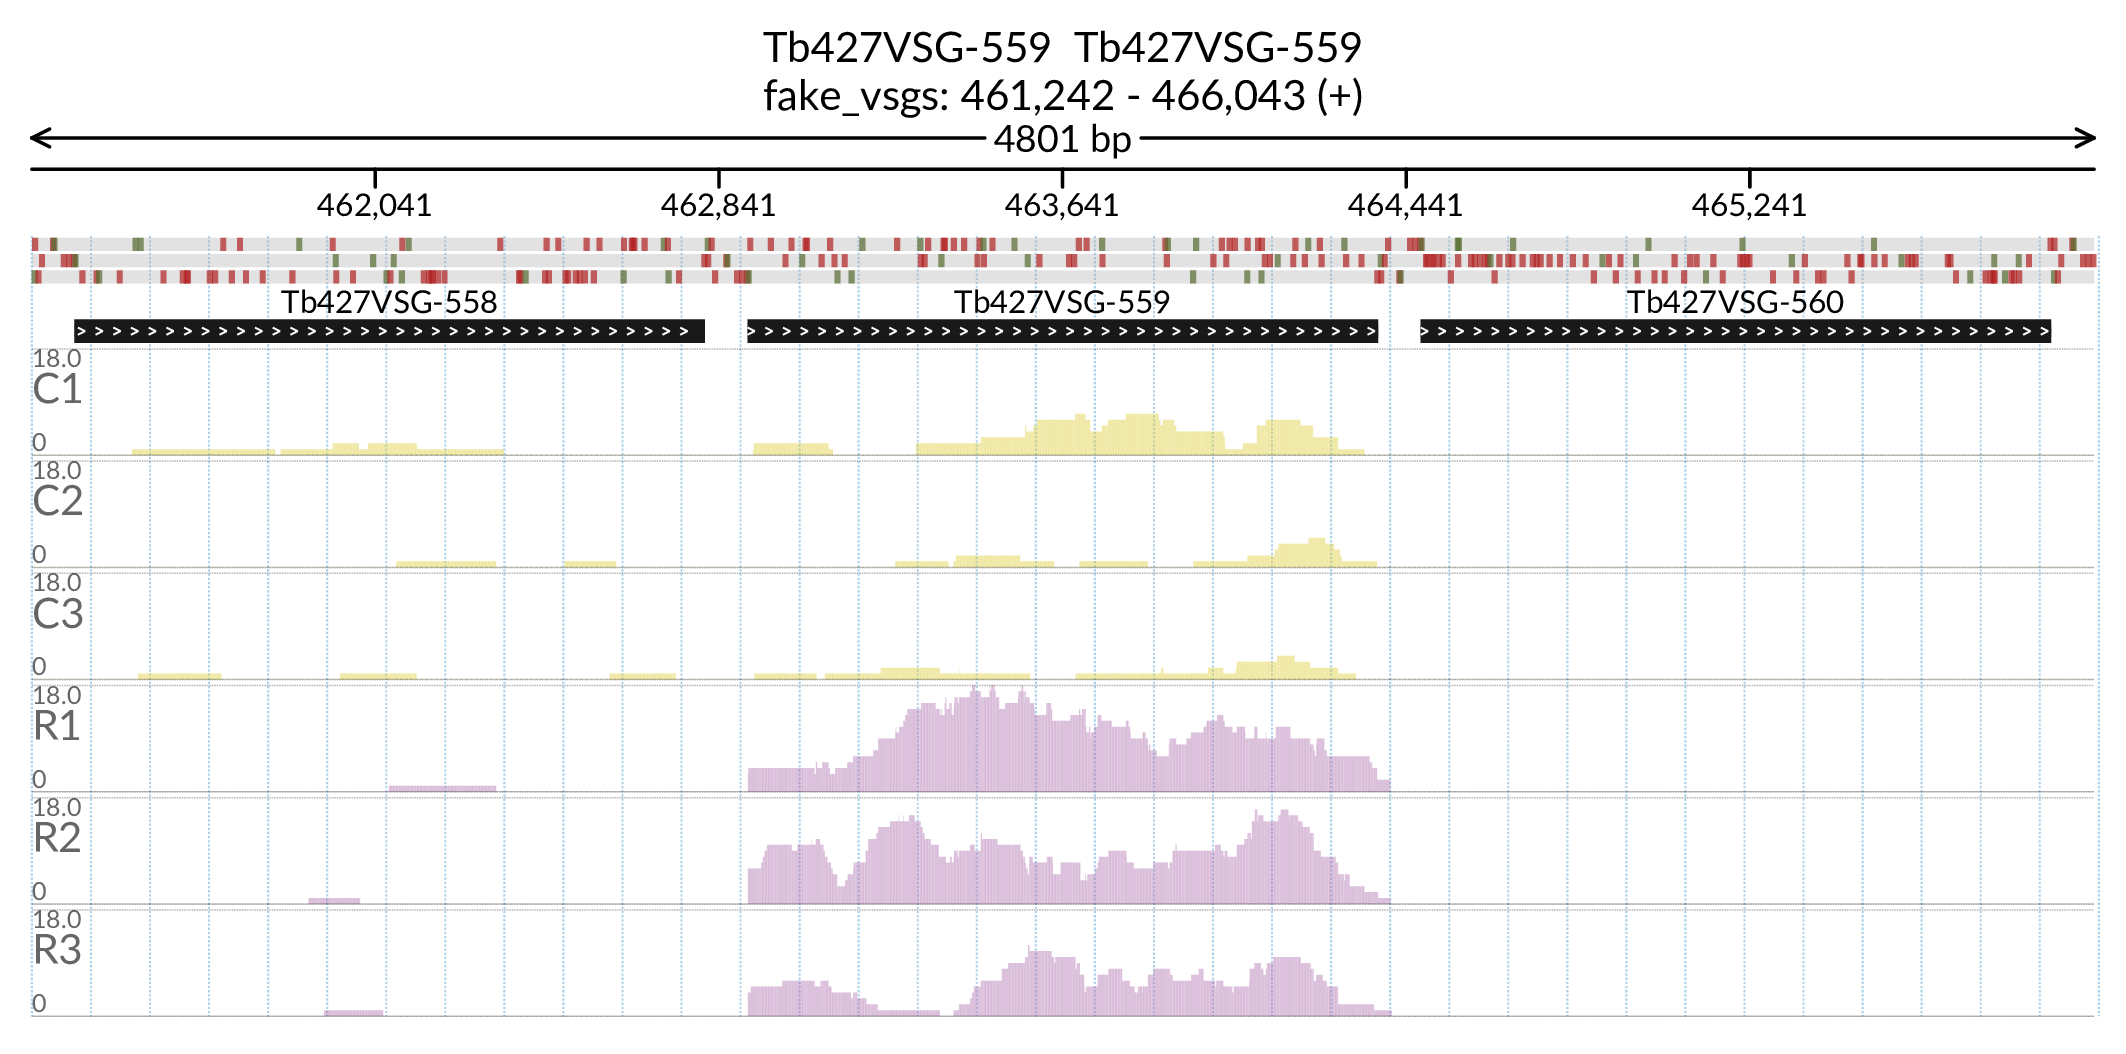 Tb427VSG-559 Tb427VSG-559
fake_vsgs: 461,242 - 466,043 (+)
4801 bp
462,041 462,841 463,641 464,441 465,241
Tb427VSG-558 Tb427VSG-559 Tb427VSG-560
18.0
C1
0
18.0
C2
0
18.0
C3
0
18.0
R1
0
18.0
R2
0
18.0
R3
0